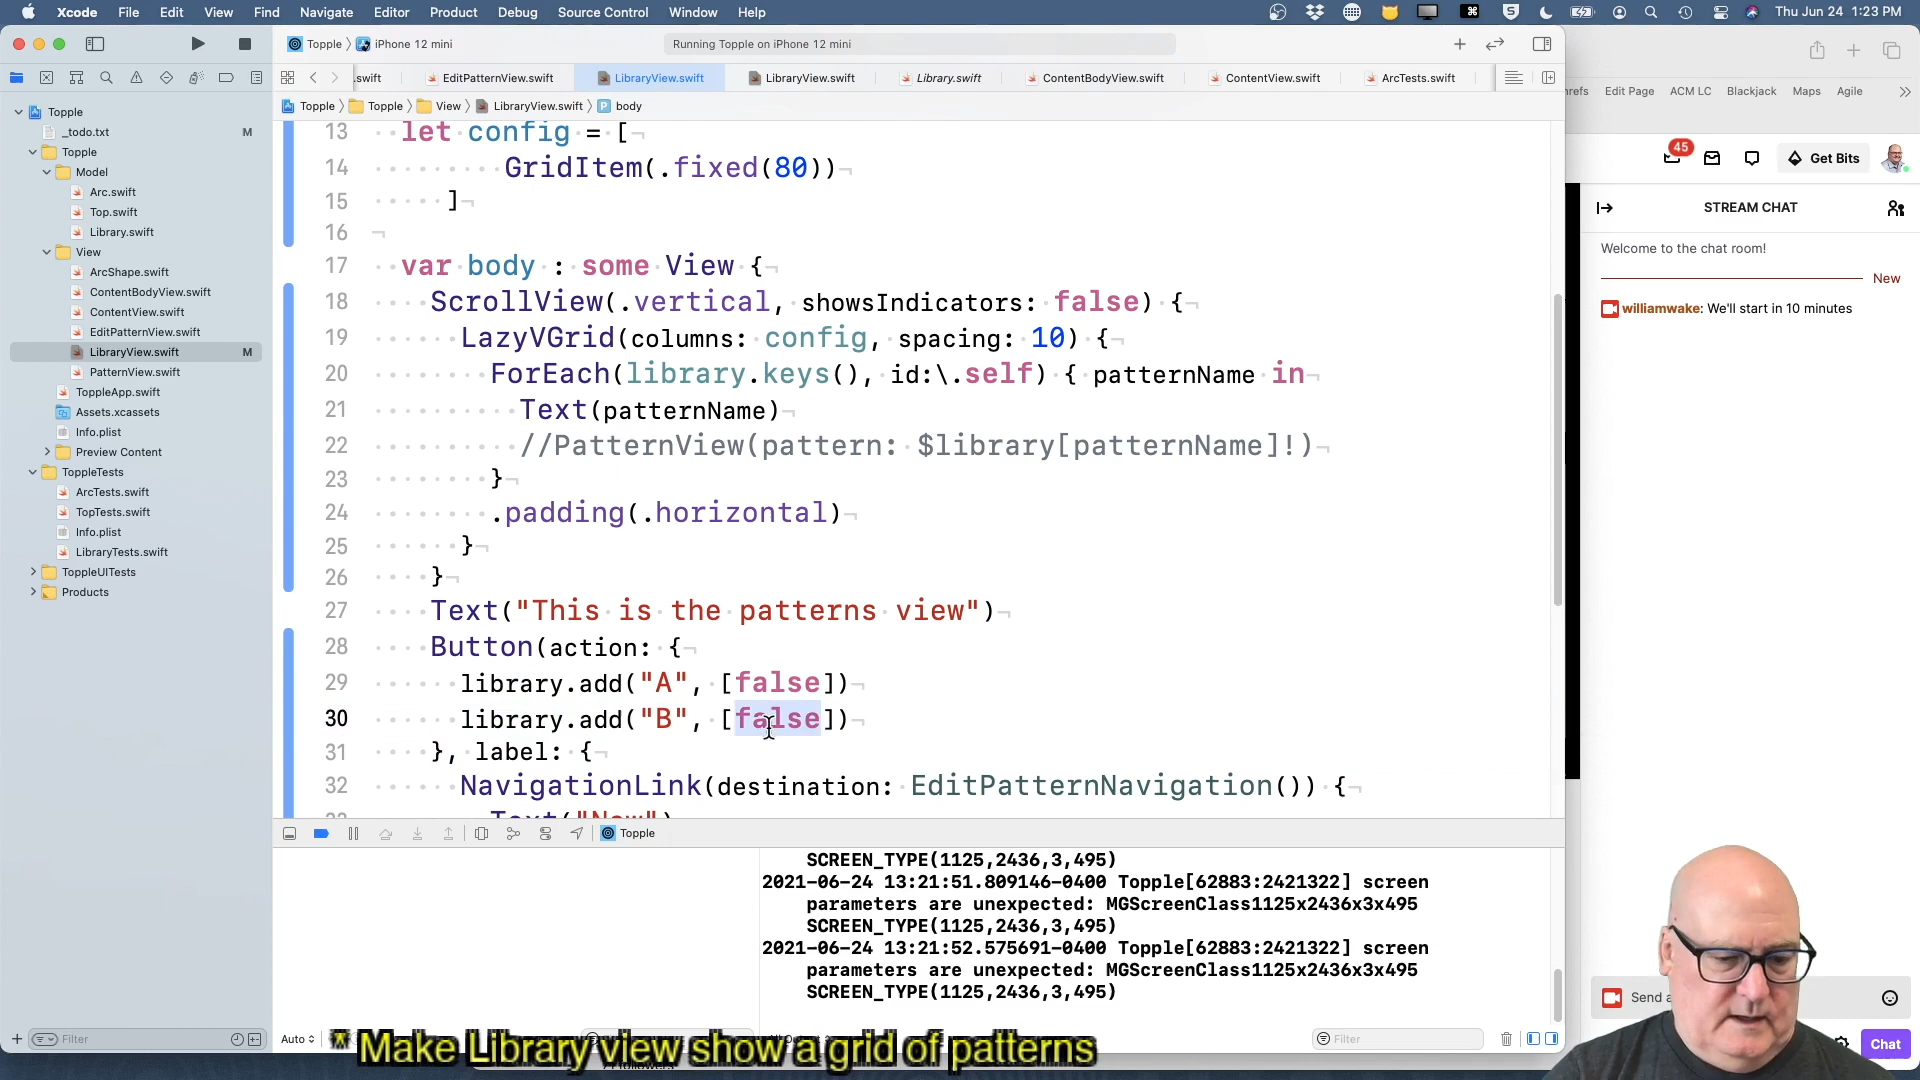 Xcode File Edit View Find Navigate Editor Product Debug Source Control Window Help Thu Jun 24 1:23 PM
Topple iPhone 12 mini Running Topple on iPhone 12 mini
.swift EditPatternView.swift LibraryView.swift LibraryView.swift Library.swift ContentBodyView.swift ContentView.swift ArcTests.swift
Topple Topple View LibraryView.swift body
Edit Page ACM LC Blackjack Maps Agile
Topple
_todo.txt M
Topple
Model
Arc.swift
Top.swift
Library.swift
View
ArcShape.swift
ContentBodyView.swift
ContentView.swift
EditPatternView.swift
LibraryView.swift M
PatternView.swift
ToppleApp.swift
Assets.xcassets
Info.plist
Preview Content
ToppleTests
ArcTests.swift
TopTests.swift
Info.plist
LibraryTests.swift
ToppleUITests
Products
Filter
13 let config = [
14 GridItem(.fixed(80))
15 ]
16
17 var body : some View {
18 ScrollView(.vertical, showsIndicators: false) {
19 LazyVGrid(columns: config, spacing: 10) {
20 ForEach(library.keys(), id:\.self) { patternName in
21 Text(patternName)
22 //PatternView(pattern: $library[patternName]!)
23 }
24 .padding(.horizontal)
25 }
26 }
27 Text("This is the patterns view")
28 Button(action: {
29 library.add("A", [false])
30 library.add("B", [false])
31 }, label: {
32 NavigationLink(destination: EditPatternNavigation()) {
Text("New")
Topple
SCREEN_TYPE(1125,2436,3,495)
2021-06-24 13:21:51.809146-0400 Topple[62883:2421322] screen
parameters are unexpected: MGScreenClass1125x2436x3x495
SCREEN_TYPE(1125,2436,3,495)
2021-06-24 13:21:52.575691-0400 Topple[62883:2421322] screen
parameters are unexpected: MGScreenClass1125x2436x3x495
SCREEN_TYPE(1125,2436,3,495)
Auto Filter
* Make Library view show a grid of patterns
45 Get Bits
STREAM CHAT
Welcome to the chat room!
New
williamwake: We'll start in 10 minutes
Send a
Chat